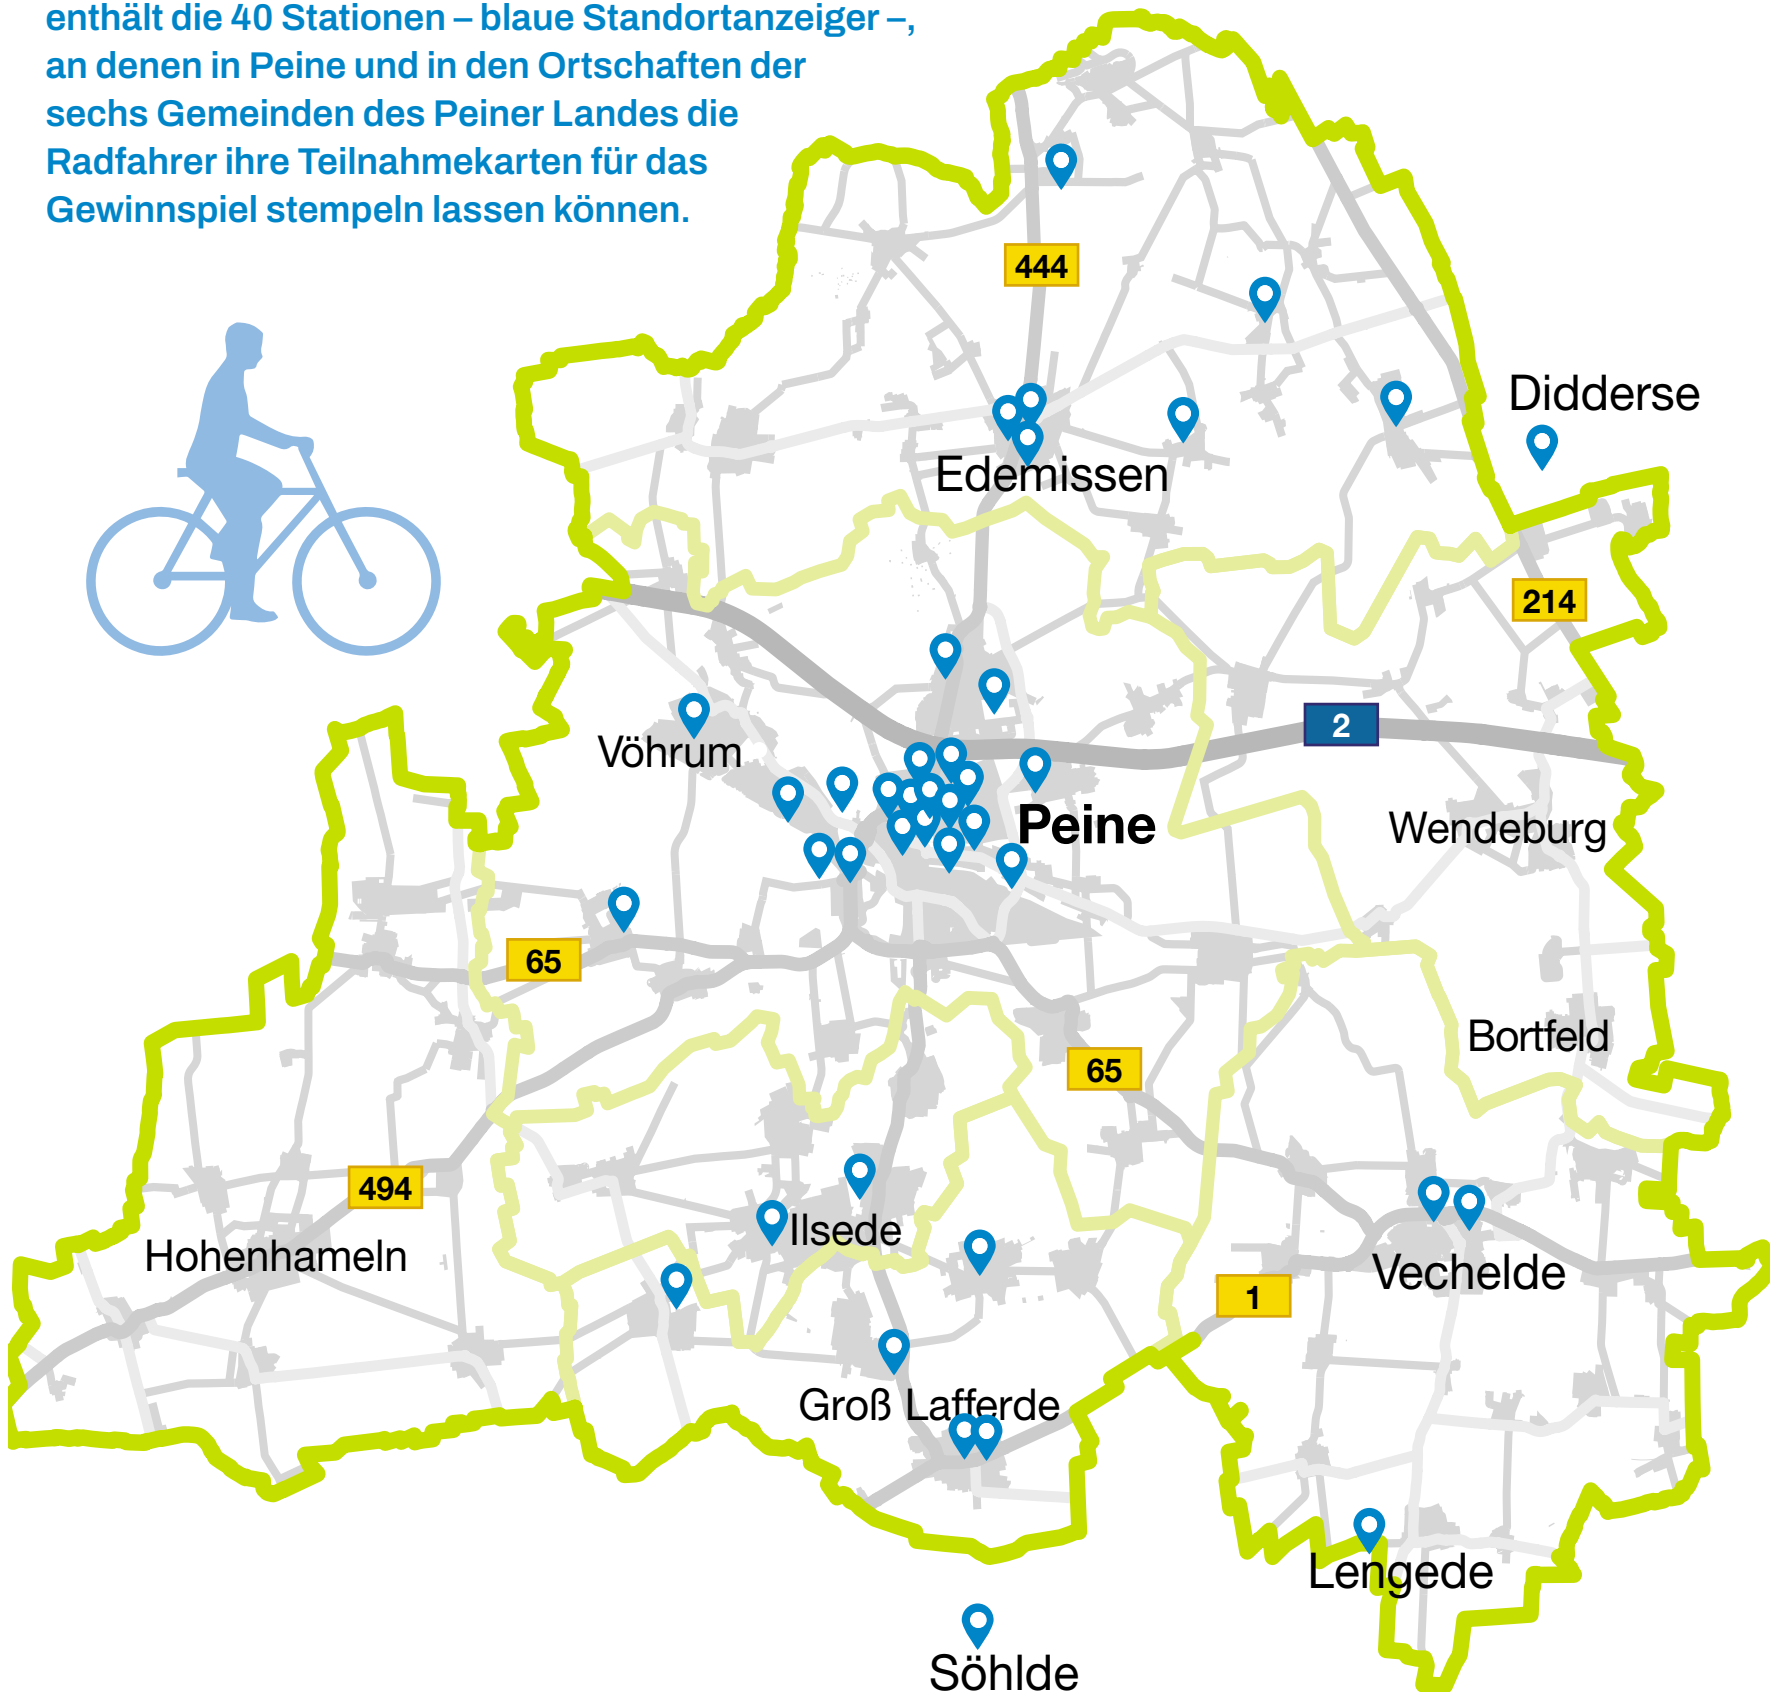 enthält die 40 Stationen – blaue Standortanzeiger –,
an denen in Peine und in den Ortschaften der
sechs Gemeinden des Peiner Landes die
Radfahrer ihre Teilnahmekarten für das
Gewinnspiel stempeln lassen können.
444
Didderse
Edemissen
214
2
Vöhrum
Peine
Wendeburg
65
Bortfeld
65
494
Ilsede
Hohenhameln
Vechelde
1
Groß Lafferde
Lengede
Söhlde